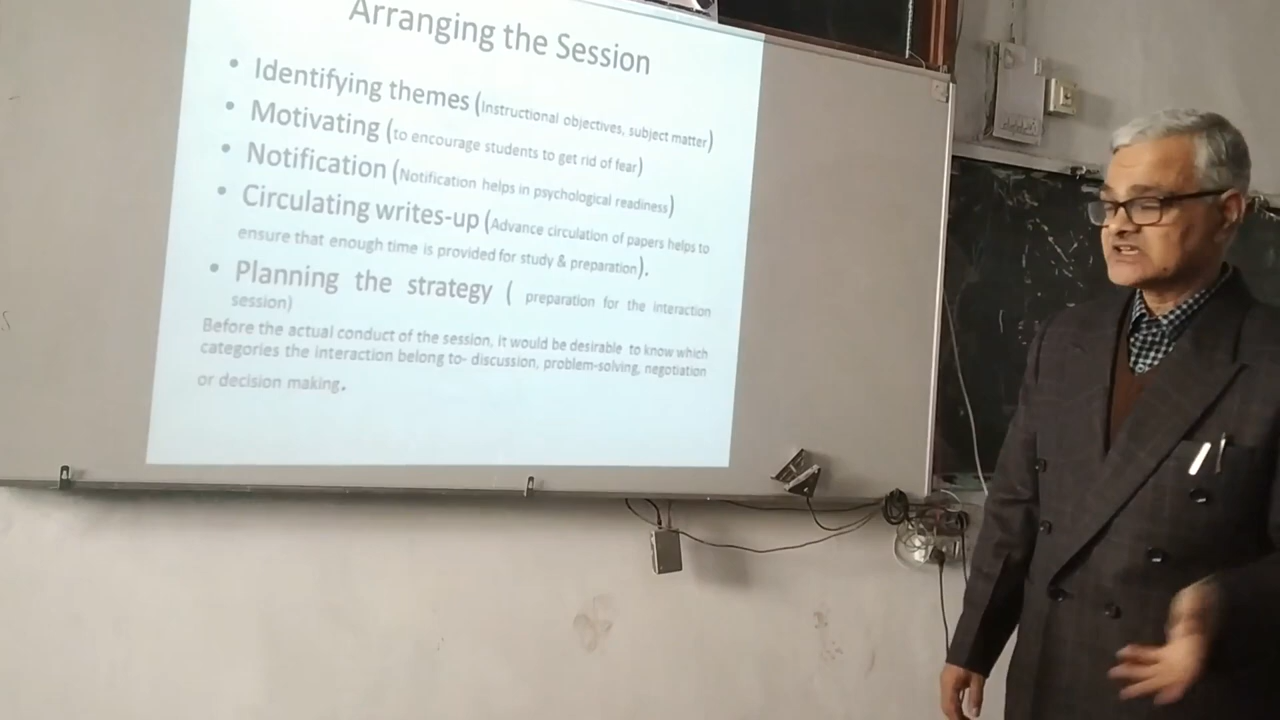 Arranging the Session
• Identifying themes (Instructional objectives, subject matter)
• Motivating (to encourage students to get rid of fear)
• Notification (Notification helps in psychological readiness)
• Circulating writes-up (Advance circulation of papers helps to
ensure that enough time is provided for study & preparation).
• Planning the strategy ( preparation for the interaction
session)
Before the actual conduct of the session, it would be desirable to know which
categories the interaction belong to- discussion, problem-solving, negotiation
or decision making.